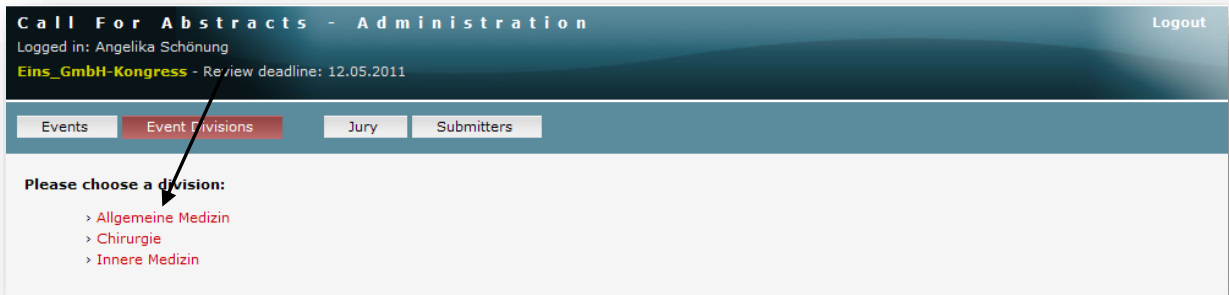 Call For Abstracts - Administration
Logout
Logged in: Angelika Schönung
Eins_GmbH-Kongress - Review deadline: 12.05.2011
Events Event Divisions Jury Submitters
Please choose a division:
› Allgemeine Medizin
› Chirurgie
› Innere Medizin